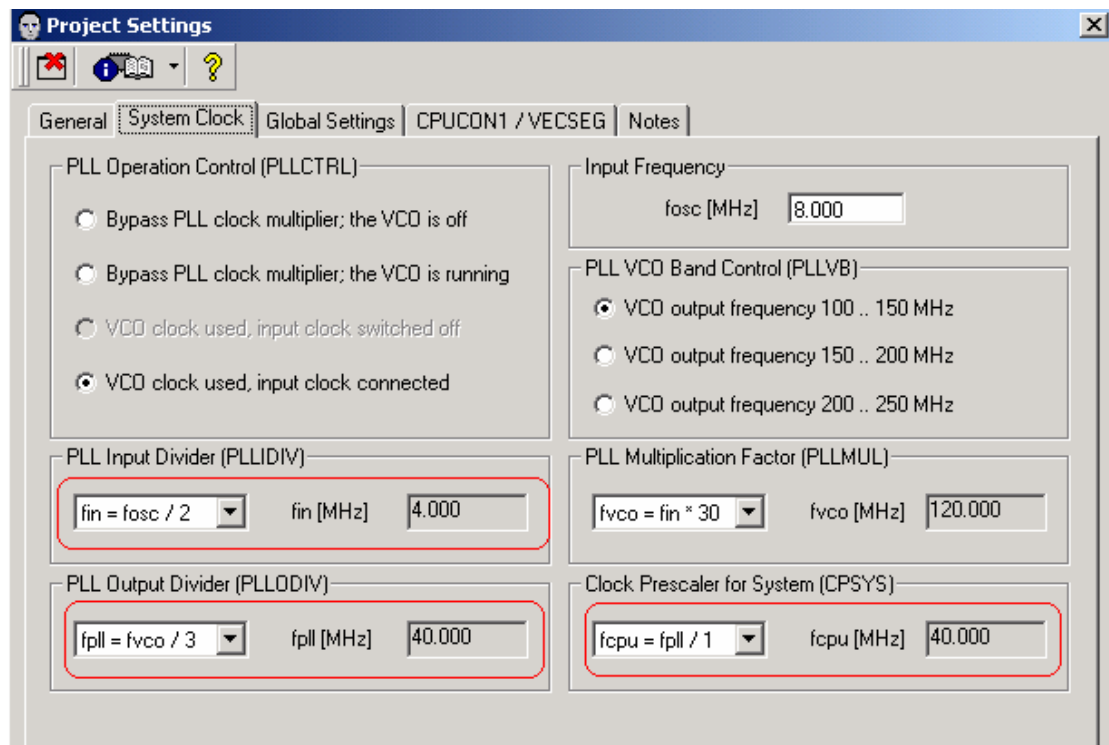 Project Settings
General System Clock Global Settings CPUCON1 / VECSEG Notes
PLL Operation Control (PLLCTRL)
Bypass PLL clock multiplier; the VCO is off
Bypass PLL clock multiplier; the VCO is running
VCO clock used, input clock switched off
VCO clock used, input clock connected
Input Frequency
fosc [MHz] 8.000
PLL VCO Band Control (PLLVB)
VCO output frequency 100 .. 150 MHz
VCO output frequency 150 .. 200 MHz
VCO output frequency 200 .. 250 MHz
PLL Input Divider (PLLIDIV)
fin = fosc / 2 fin [MHz] 4.000
PLL Multiplication Factor (PLLMUL)
fvco = fin * 30 fvco [MHz] 120.000
PLL Output Divider (PLLODIV)
fpll = fvco / 3 fpll [MHz] 40.000
Clock Prescaler for System (CPSYS)
fcpu = fpll / 1 fcpu [MHz] 40.000